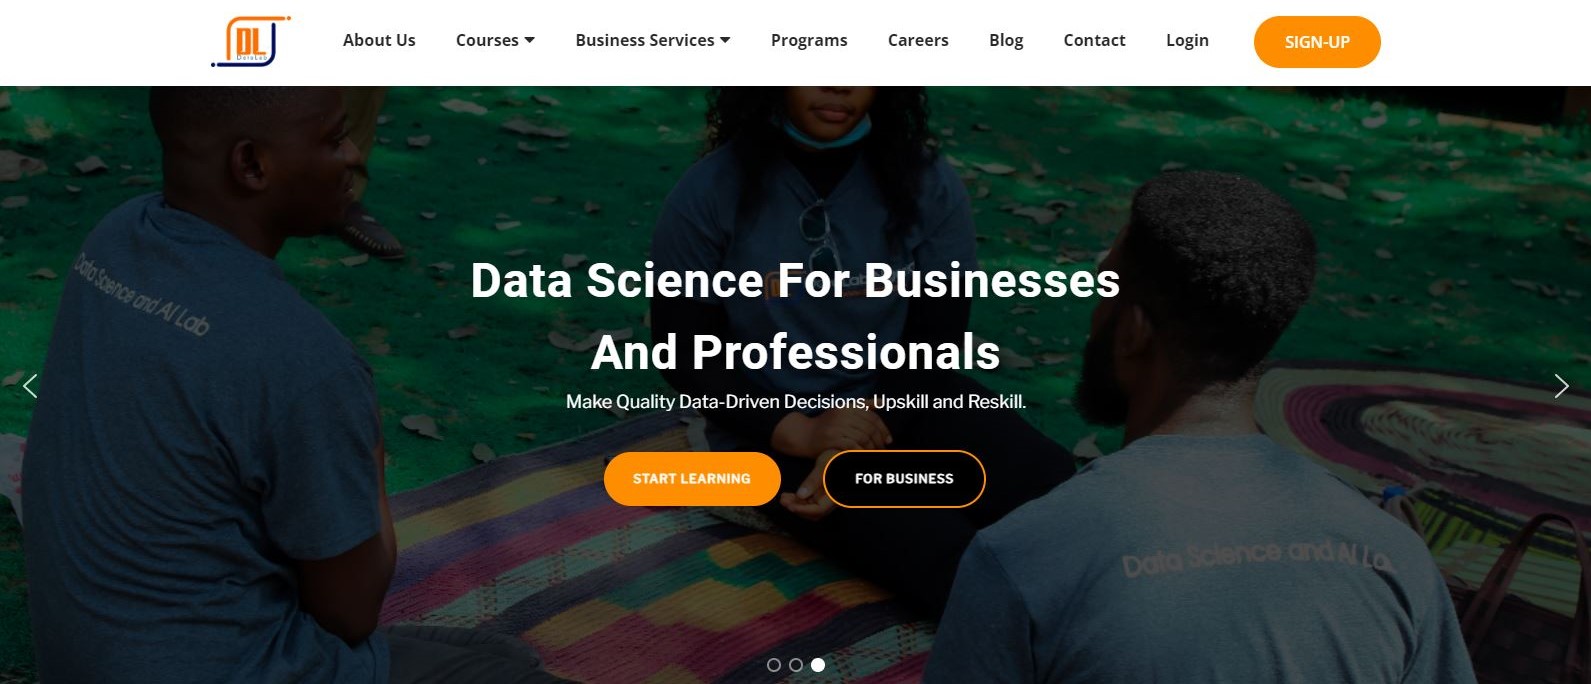 DL
DataLab
About Us
Courses
Business Services
Programs
Careers
Blog
Contact
Login
SIGN-UP
Data Science and AI Lab
Data Science For Businesses
And Professionals
Make Quality Data-Driven Decisions, Upskill and Reskill.
START LEARNING
FOR BUSINESS
Data Science and AI La